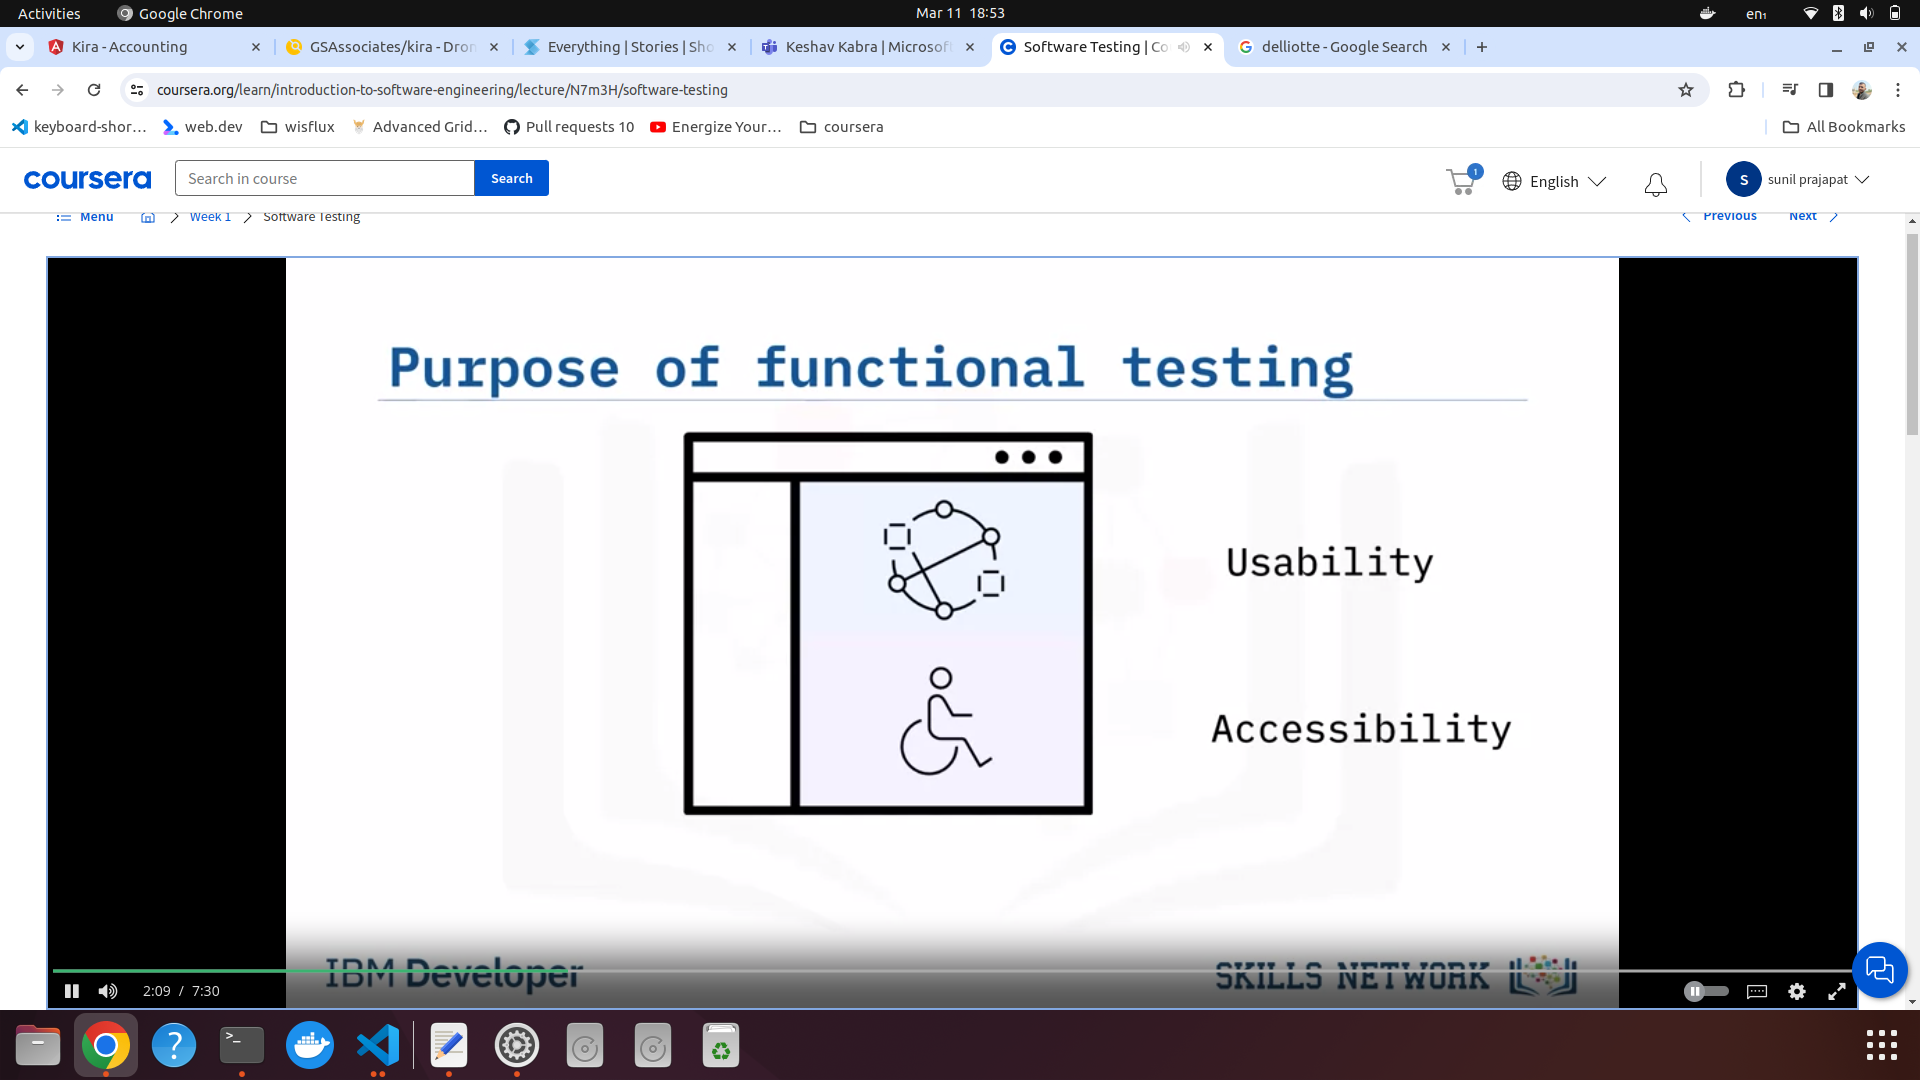 Activities
Google Chrome
Mar 11 18:53
en₁
Kira - Accounting
GSAssociates/kira - Dron
Everything | Stories | Sho
Keshav Kabra | Microsof
Software Testing | Co
delliotte - Google Search
coursera.org/learn/introduction-to-software-engineering/lecture/N7m3H/software-testing
keyboard-shor...
web.dev
wisflux
Advanced Grid...
Pull requests 10
Energize Your...
coursera
All Bookmarks
coursera
Search in course
Search
1
English
S
sunil prajapat
Menu
Week 1
Software Testing
Previous
Next
Purpose of functional testing
Usability
Accessibility
IBM Developer
SKILLS NETWORK
2:09 / 7:30